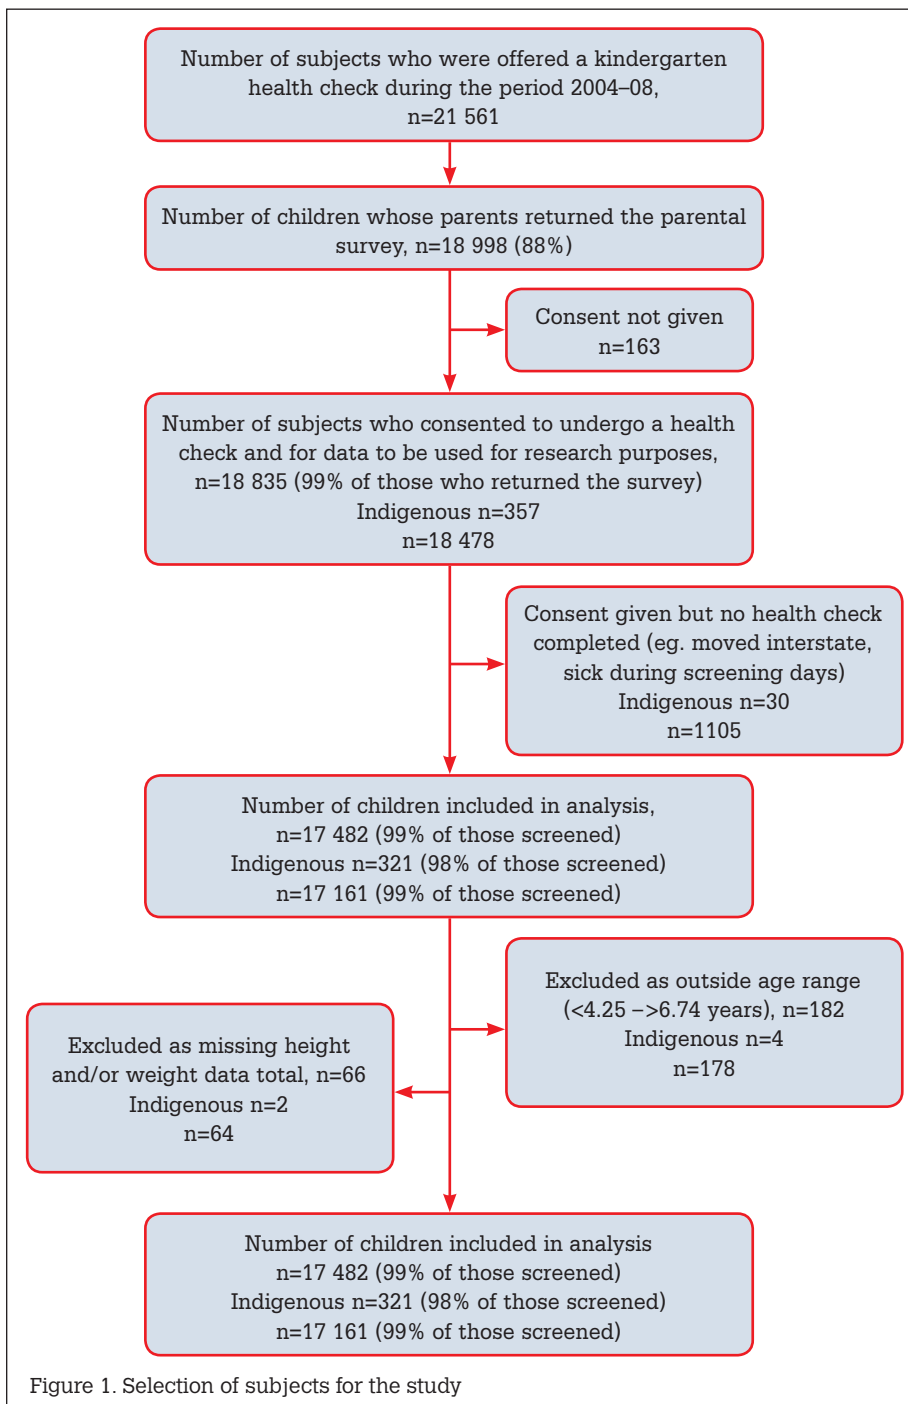 Number of subjects who were offered a kindergarten
health check during the period 2004–08,
n=21 561
Number of children whose parents returned the parental
survey, n=18 998 (88%)
Consent not given
n=163
Number of subjects who consented to undergo a health
check and for data to be used for research purposes,
n=18 835 (99% of those who returned the survey)
Indigenous n=357
n=18 478
Consent given but no health check
completed (eg. moved interstate,
sick during screening days)
Indigenous n=30
n=1105
Number of children included in analysis,
n=17 482 (99% of those screened)
Indigenous n=321 (98% of those screened)
n=17 161 (99% of those screened)
Excluded as outside age range
(<4.25 –>6.74 years), n=182
Indigenous n=4
n=178
Excluded as missing height
and/or weight data total, n=66
Indigenous n=2
n=64
Number of children included in analysis
n=17 482 (99% of those screened)
Indigenous n=321 (98% of those screened)
n=17 161 (99% of those screened)
Figure 1. Selection of subjects for the study